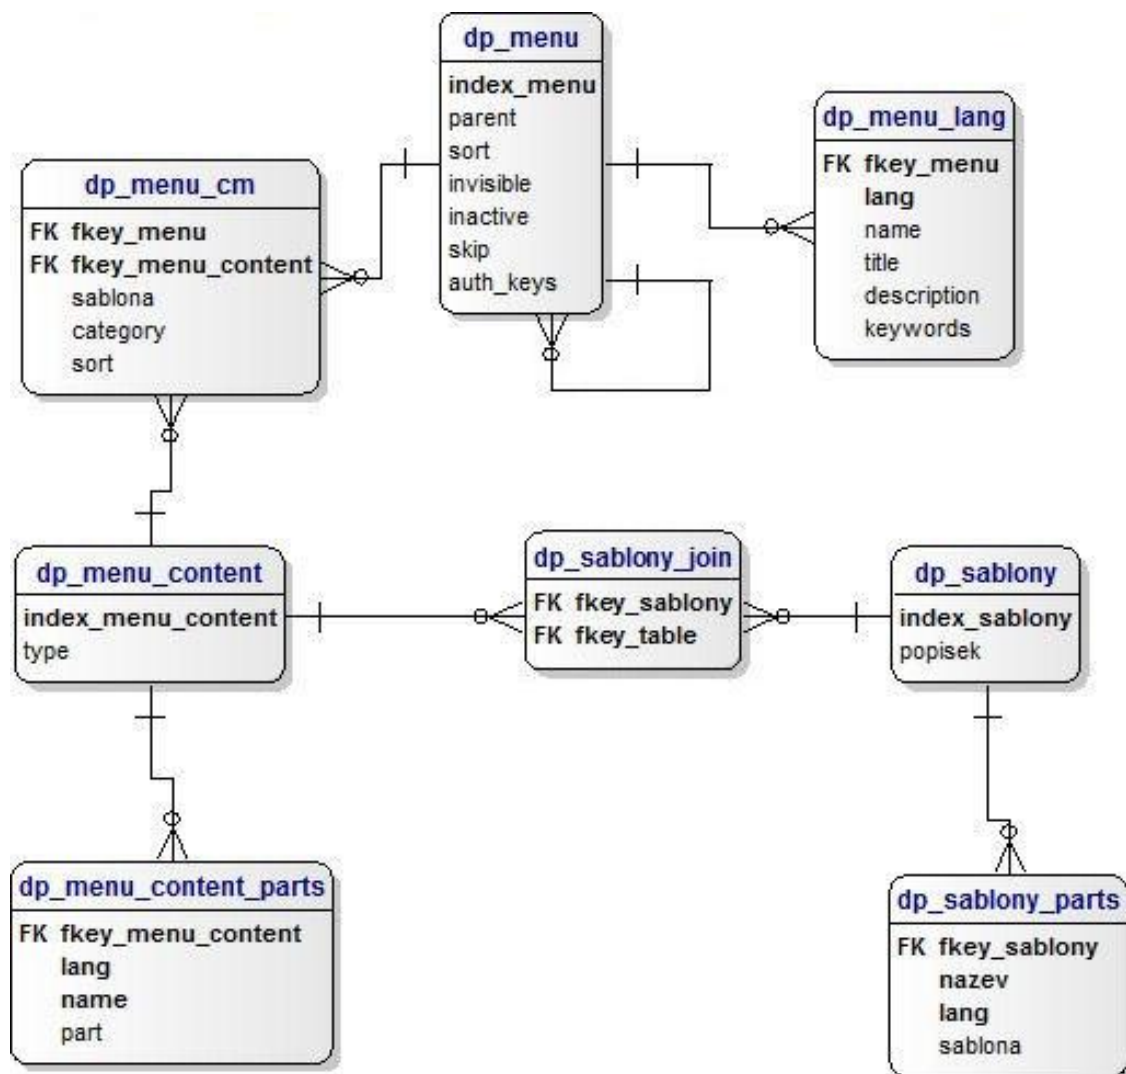 dp_menu
index_menu
parent
sort
invisible
inactive
skip
auth_keys
dp_menu_lang
FK fkey_menu
lang
name
title
description
keywords
dp_menu_cm
FK fkey_menu
FK fkey_menu_content
sablona
category
sort
dp_menu_content
index_menu_content
type
dp_sablony_join
FK fkey_sablony
FK fkey_table
dp_sablony
index_sablony
popisek
dp_menu_content_parts
FK fkey_menu_content
lang
name
part
dp_sablony_parts
FK fkey_sablony
nazev
lang
sablona